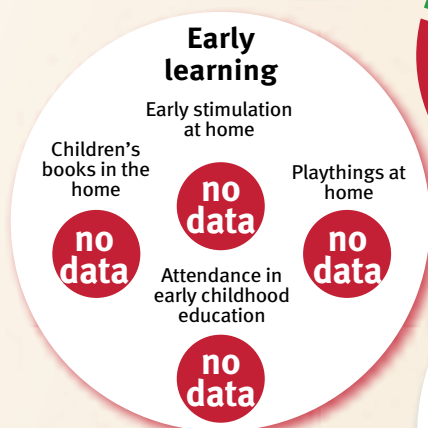 Early
learning
Early stimulation
at home
Children's
books in the
home
Playthings at
home
no
data
no
data
no
data
Attendance in
early childhood
education
no
data